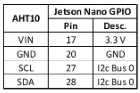 AHT10 Jetson Nano GPIO
Pin Desc.
VIN 17 3.3 V
GND 20 GND
SCL 27 I2c Bus 0
SDA 28 I2c Bus 0